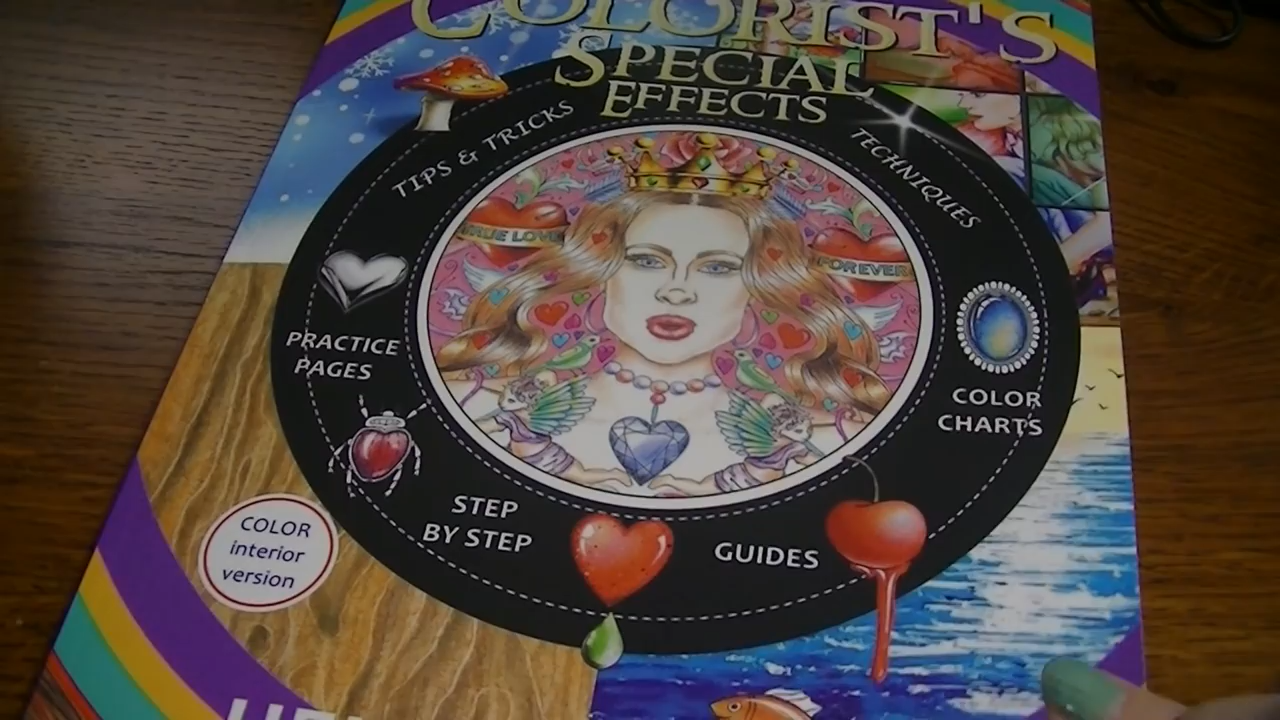 COLORIST'S
SPECIAL
EFFECTS
TIPS & TRICKS
TECHNIQUES
TRUE LOVE
FOREVER
PRACTICE
PAGES
COLOR
CHARTS
STEP
BY STEP
GUIDES
COLOR
interior
version